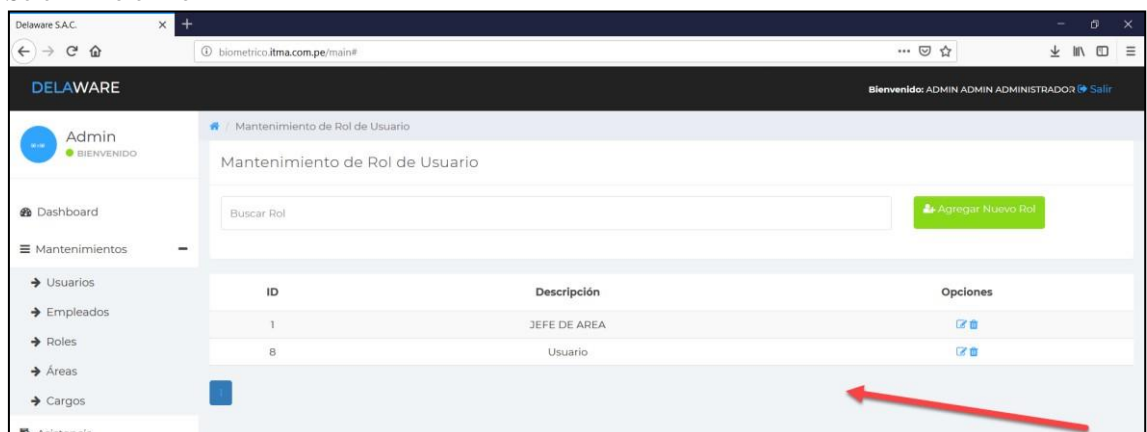 Delaware S.A.C.
biometrico.itma.com.pe/main#
DELAWARE
Bienvenido: ADMIN ADMIN ADMINISTRADOR Salir
Admin
BIENVENIDO
/ Mantenimiento de Rol de Usuario
Mantenimiento de Rol de Usuario
Dashboard
Buscar Rol
Agregar Nuevo Rol
Mantenimientos
Usuarios
Empleados
Roles
Áreas
Cargos
ID Descripción Opciones
1 JEFE DE AREA
8 Usuario
1